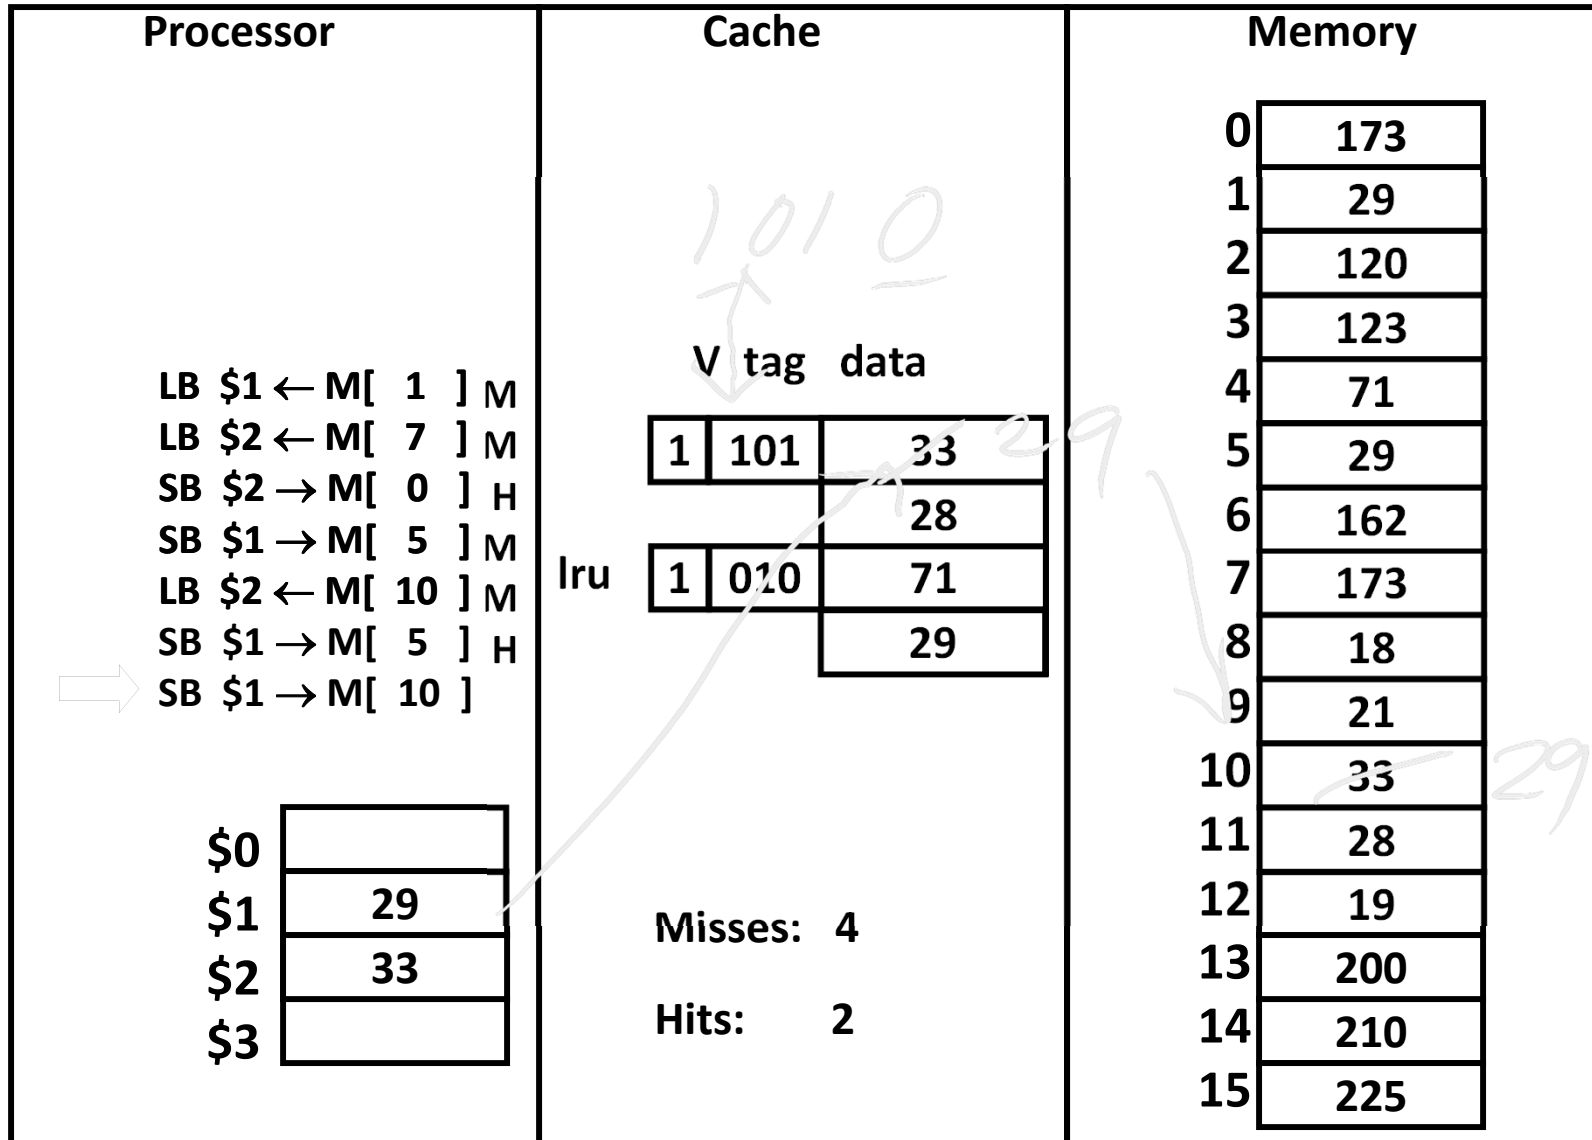 Processor
LB $1 ← M[ 1 ] M
LB $2 ← M[ 7 ] M
SB $2 → M[ 0 ] H
SB $1 → M[ 5 ] M
LB $2 ← M[ 10 ] M
SB $1 → M[ 5 ] H
SB $1 → M[ 10 ]
$0
$1 29
$2 33
$3
Cache
101 0
V tag data
1 101 33 29
28
lru 1 010 71
29
Misses: 4
Hits: 2
Memory
0 173
1 29
2 120
3 123
4 71
5 29
6 162
7 173
8 18
9 21
10 33 29
11 28
12 19
13 200
14 210
15 225